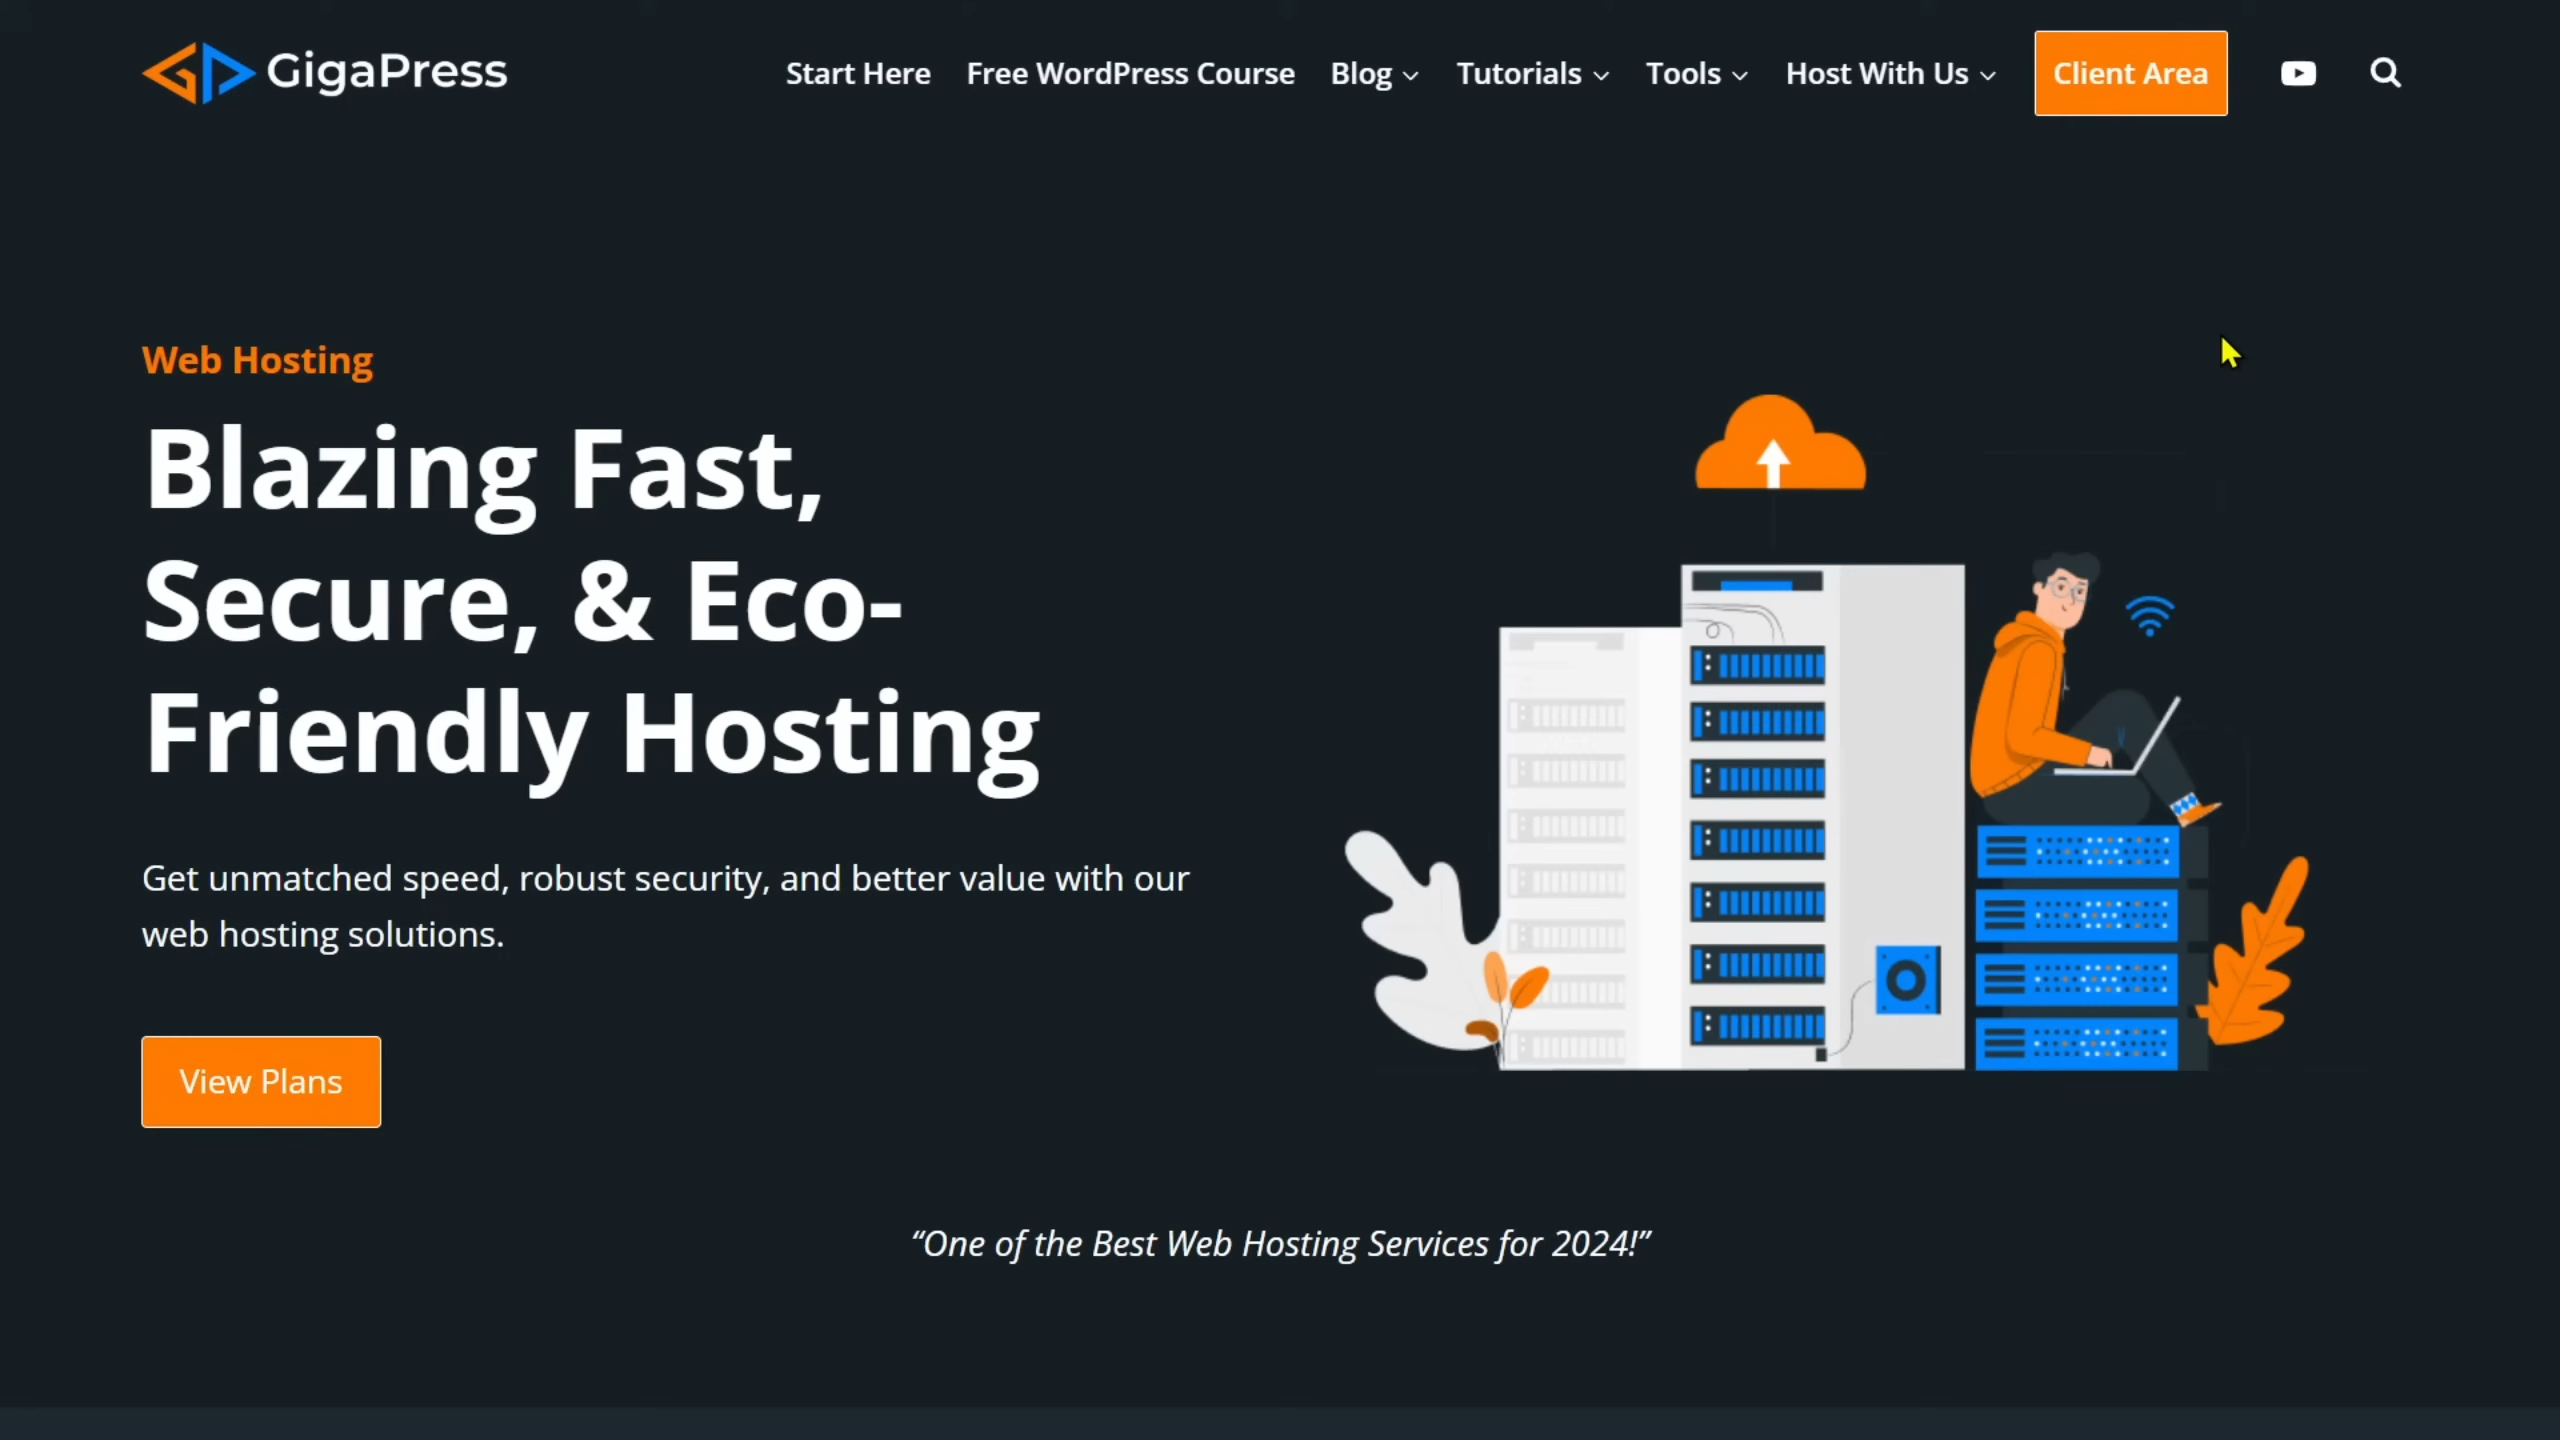 GigaPress
Start Here
Free WordPress Course
Blog
Tutorials
Tools
Host With Us
Client Area
Web Hosting
Blazing Fast,
Secure, & Eco-
Friendly Hosting
Get unmatched speed, robust security, and better value with our
web hosting solutions.
View Plans
“One of the Best Web Hosting Services for 2024!”